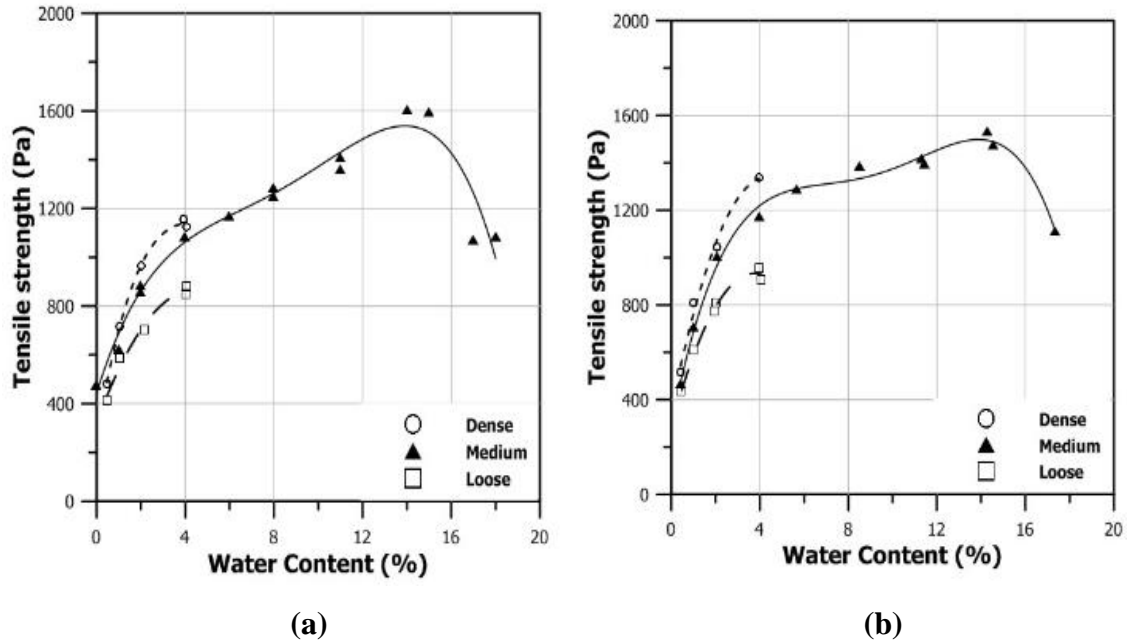 2000
1600
1200
800
400
0
Tensile strength (Pa)
Dense
Medium
Loose
0 4 8 12 16 20
Water Content (%)
(a)
2000
1600
1200
800
400
0
Tensile strength (Pa)
Dense
Medium
Loose
0 4 8 12 16 20
Water Content (%)
(b)